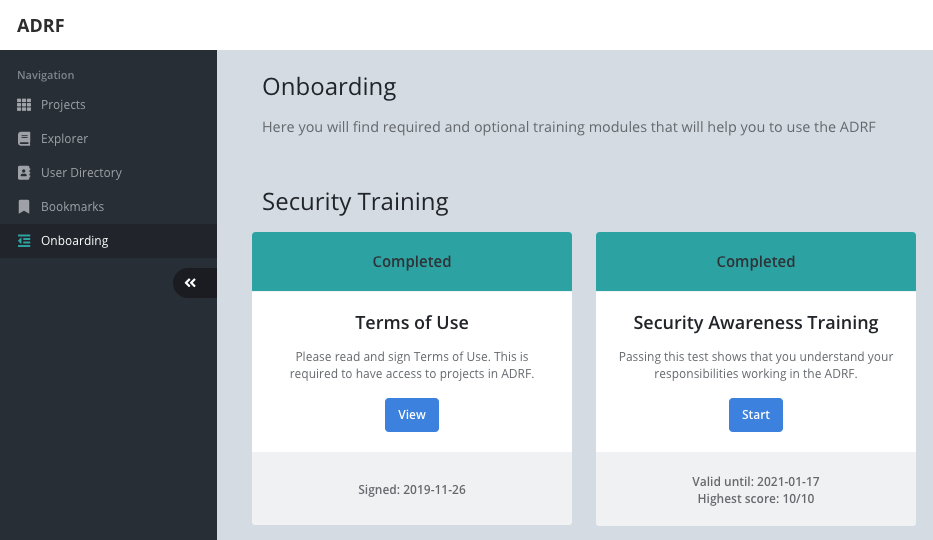 ADRF
Navigation
Projects
Explorer
User Directory
Bookmarks
Onboarding
Onboarding
Here you will find required and optional training modules that will help you to use the ADRF
Security Training
Completed
Terms of Use
Please read and sign Terms of Use. This is
required to have access to projects in ADRF.
View
Signed: 2019-11-26
Completed
Security Awareness Training
Passing this test shows that you understand your
responsibilities working in the ADRF.
Start
Valid until: 2021-01-17
Highest score: 10/10